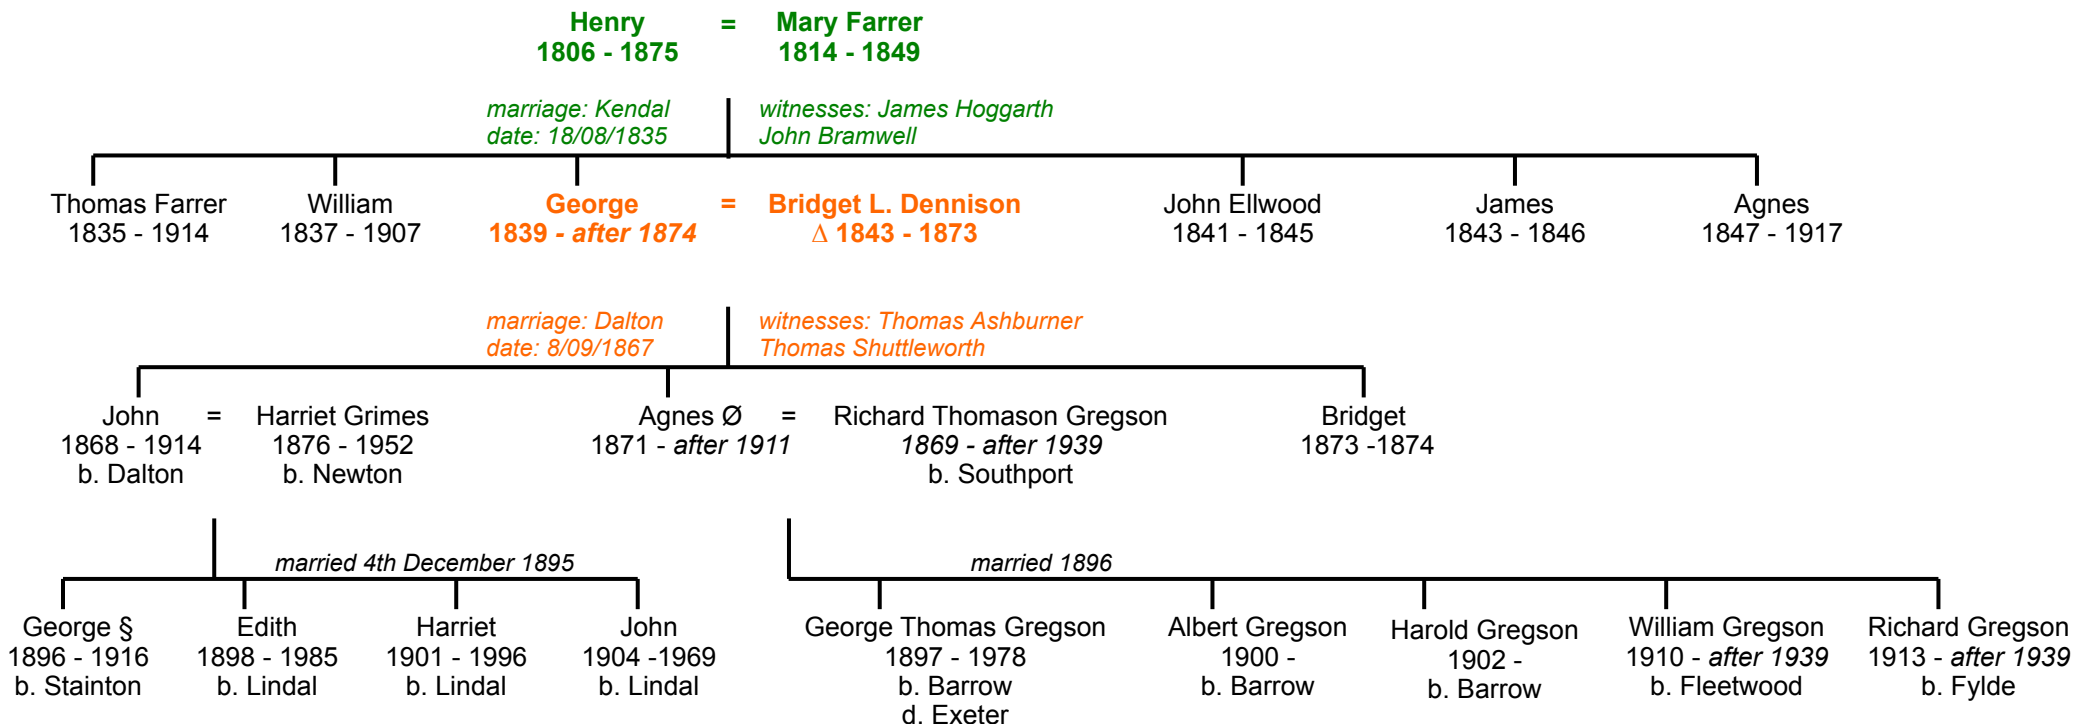 Henry = Mary Farrer
1806 - 1875 1814 - 1849
marriage: Kendal witnesses: James Hoggarth
date: 18/08/1835 John Bramwell
Thomas Farrer William George = Bridget L. Dennison John Ellwood James Agnes
1835 - 1914 1837 - 1907 1839 - after 1874 Δ 1843 - 1873 1841 - 1845 1843 - 1846 1847 - 1917
marriage: Dalton witnesses: Thomas Ashburner
date: 8/09/1867 Thomas Shuttleworth
John = Harriet Grimes Agnes Ø = Richard Thomason Gregson Bridget
1868 - 1914 1876 - 1952 1871 - after 1911 1869 - after 1939 1873 -1874
b. Dalton b. Newton b. Southport
married 4th December 1895 married 1896
George § Edith Harriet John George Thomas Gregson Albert Gregson Harold Gregson William Gregson Richard Gregson
1896 - 1916 1898 - 1985 1901 - 1996 1904 -1969 1897 - 1978 1900 - 1902 - 1910 - after 1939 1913 - after 1939
b. Stainton b. Lindal b. Lindal b. Lindal b. Barrow b. Barrow b. Barrow b. Fleetwood b. Fylde
d. Exeter